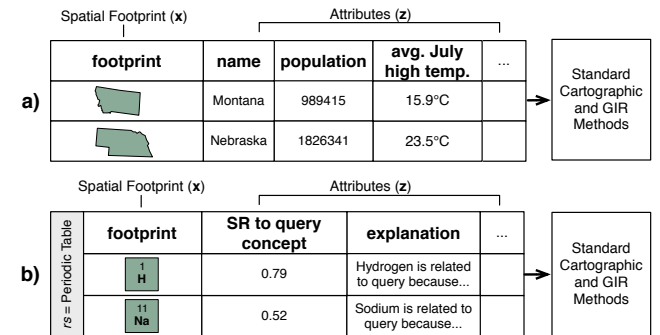 Spatial Footprint (x) Attributes (z)
a)
footprint name population avg. July high temp. ...
Montana 989415 15.9°C
Nebraska 1826341 23.5°C
Standard
Cartographic
and GIR
Methods
Spatial Footprint (x) Attributes (z)
b)
rs = Periodic Table
footprint SR to query concept explanation ...
1
H
0.79
Hydrogen is related
to query because...
11
Na
0.52
Sodium is related to
query because...
Standard
Cartographic
and GIR
Methods